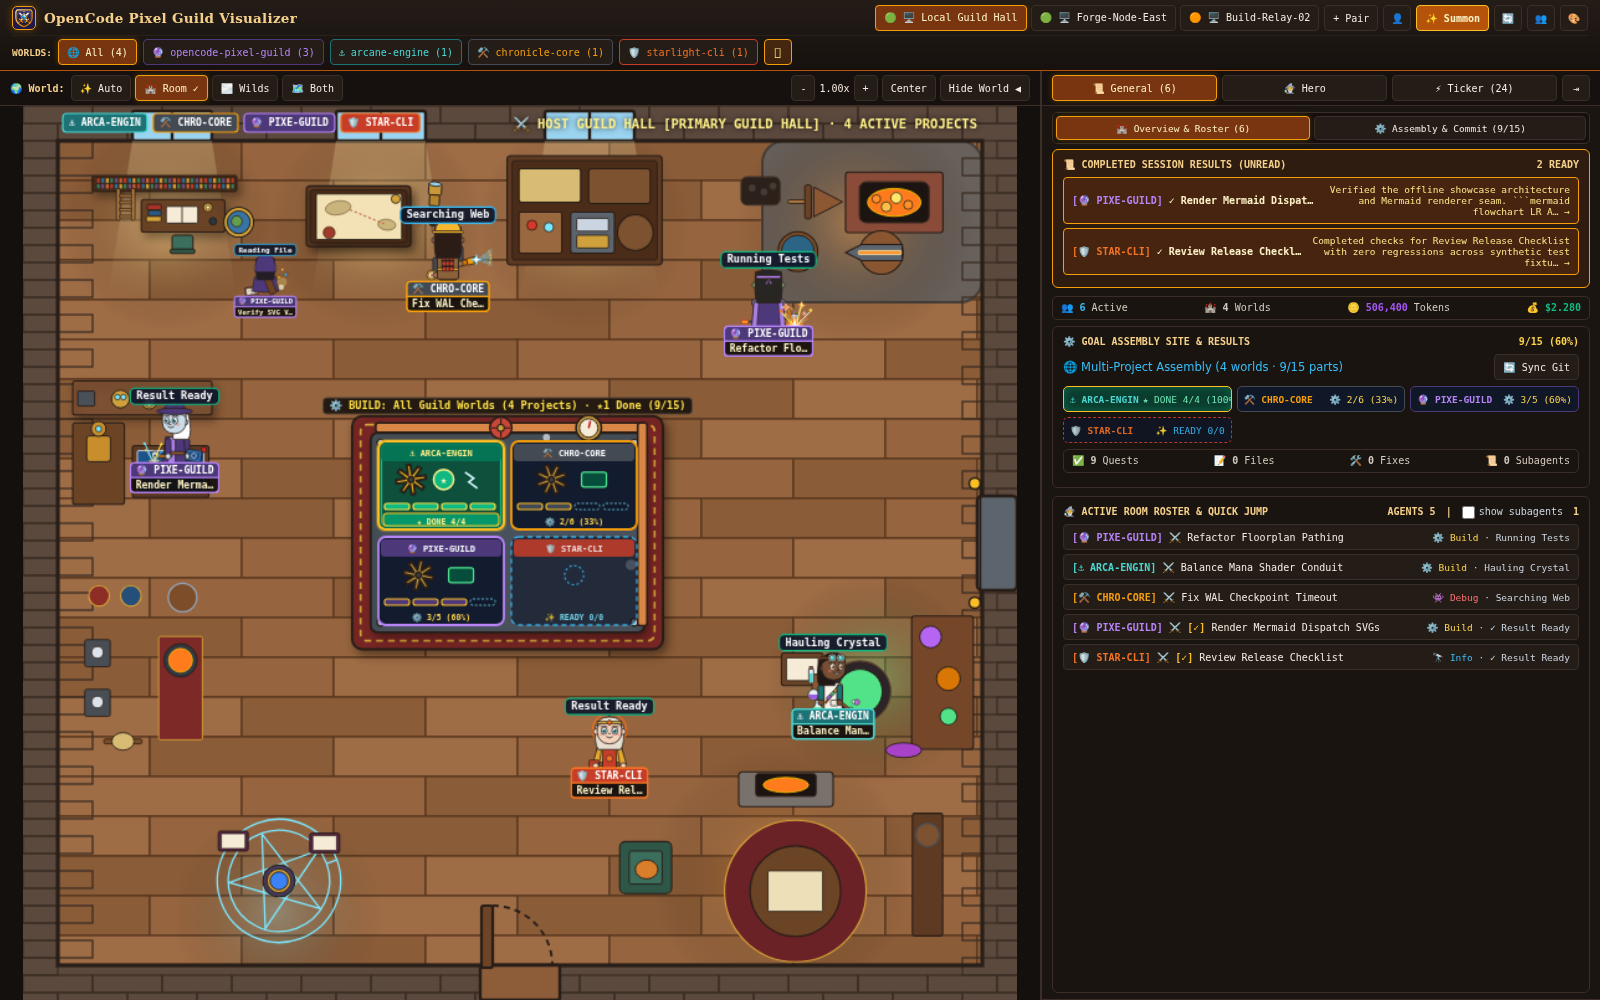 OpenCode Pixel Guild Visualizer
Local Guild Hall
Forge-Node-East
Build-Relay-02
+ Pair
Summon
WORLDS:
All (4)
opencode-pixel-guild (3)
arcane-engine (1)
chronicle-core (1)
starlight-cli (1)
World:
Auto
Room ✓
Wilds
Both
-
1.00x
+
Center
Hide World ◀
General (6)
Hero
Ticker (24)
ARCA-ENGIN
CHRO-CORE
PIXE-GUILD
STAR-CLI
HOST GUILD HALL [PRIMARY GUILD HALL] · 4 ACTIVE PROJECTS
Searching Web
CHRO-CORE
Fix WAL Che…
Reading File
PIXE-GUILD
Verify SVG V…
Running Tests
PIXE-GUILD
Refactor Flo…
Result Ready
PIXE-GUILD
Render Merma…
BUILD: All Guild Worlds (4 Projects) · ★1 Done (9/15)
ARCA-ENGIN
★ DONE 4/4
CHRO-CORE
2/6 (33%)
PIXE-GUILD
3/5 (60%)
STAR-CLI
READY 0/0
Hauling Crystal
ARCA-ENGIN
Balance Man…
Result Ready
STAR-CLI
Review Rel…
Overview & Roster (6)
Assembly & Commit (9/15)
COMPLETED SESSION RESULTS (UNREAD)
2 READY
[PIXE-GUILD] ✓ Render Mermaid Dispat…
Verified the offline showcase architecture
and Mermaid renderer seam. ```mermaid
flowchart LR A… →
[STAR-CLI] ✓ Review Release Checkl…
Completed checks for Review Release Checklist
with zero regressions across synthetic test
fixtu… →
6 Active
4 Worlds
506,400 Tokens
$2.280
GOAL ASSEMBLY SITE & RESULTS
9/15 (60%)
Multi-Project Assembly (4 worlds · 9/15 parts)
Sync Git
ARCA-ENGIN ★ DONE 4/4 (100%
CHRO-CORE 2/6 (33%)
PIXE-GUILD 3/5 (60%)
STAR-CLI READY 0/0
9 Quests
0 Files
0 Fixes
0 Subagents
ACTIVE ROOM ROSTER & QUICK JUMP
AGENTS 5 | show subagents 1
[PIXE-GUILD] Refactor Floorplan Pathing
Build · Running Tests
[ARCA-ENGIN] Balance Mana Shader Conduit
Build · Hauling Crystal
[CHRO-CORE] Fix WAL Checkpoint Timeout
Debug · Searching Web
[PIXE-GUILD] [✓] Render Mermaid Dispatch SVGs
Build · ✓ Result Ready
[STAR-CLI] [✓] Review Release Checklist
Info · ✓ Result Ready